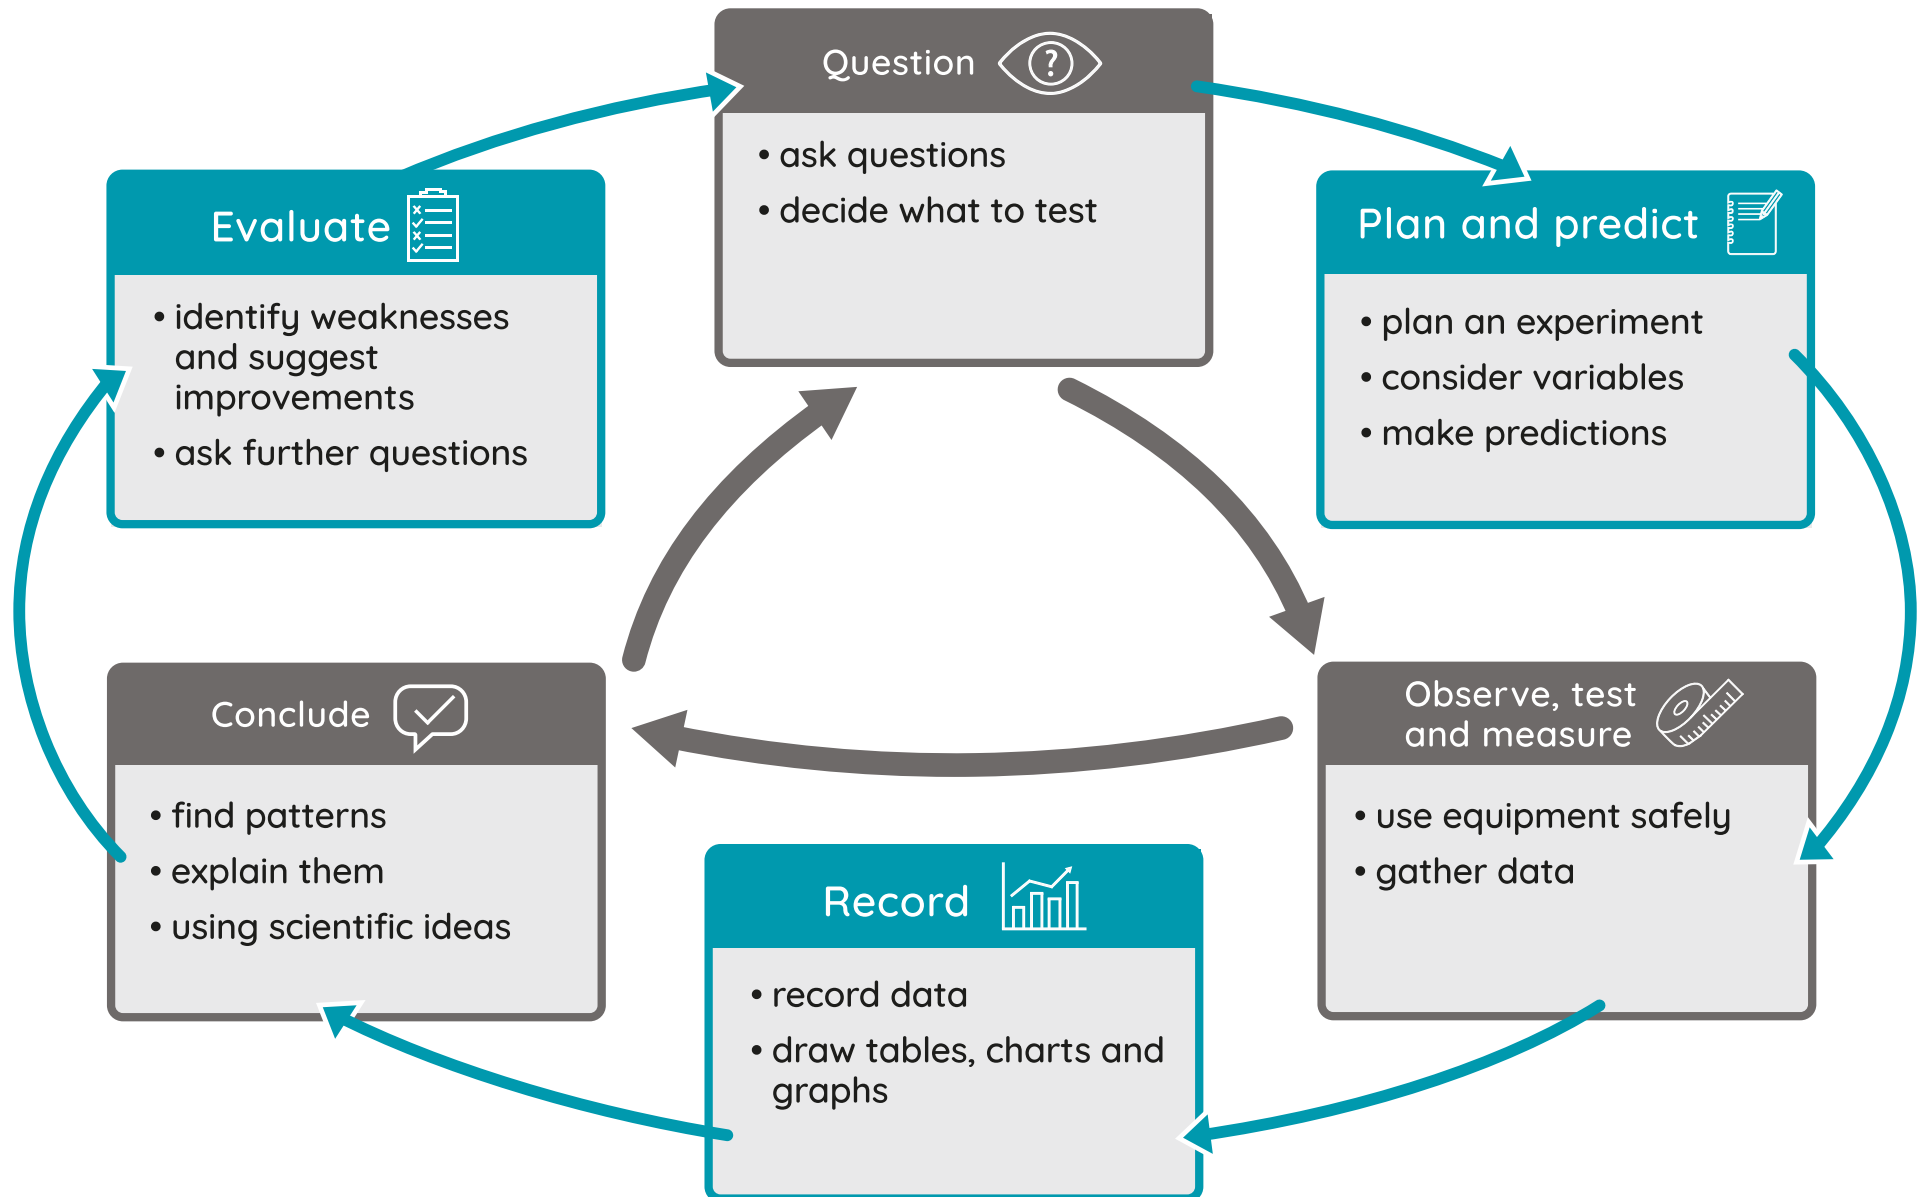 Question
?
• ask questions
• decide what to test
Plan and predict
• plan an experiment
• consider variables
• make predictions
Observe, test
and measure
• use equipment safely
• gather data
Record
• record data
• draw tables, charts and
graphs
Conclude
• find patterns
• explain them
• using scientific ideas
Evaluate
• identify weaknesses
and suggest
improvements
• ask further questions